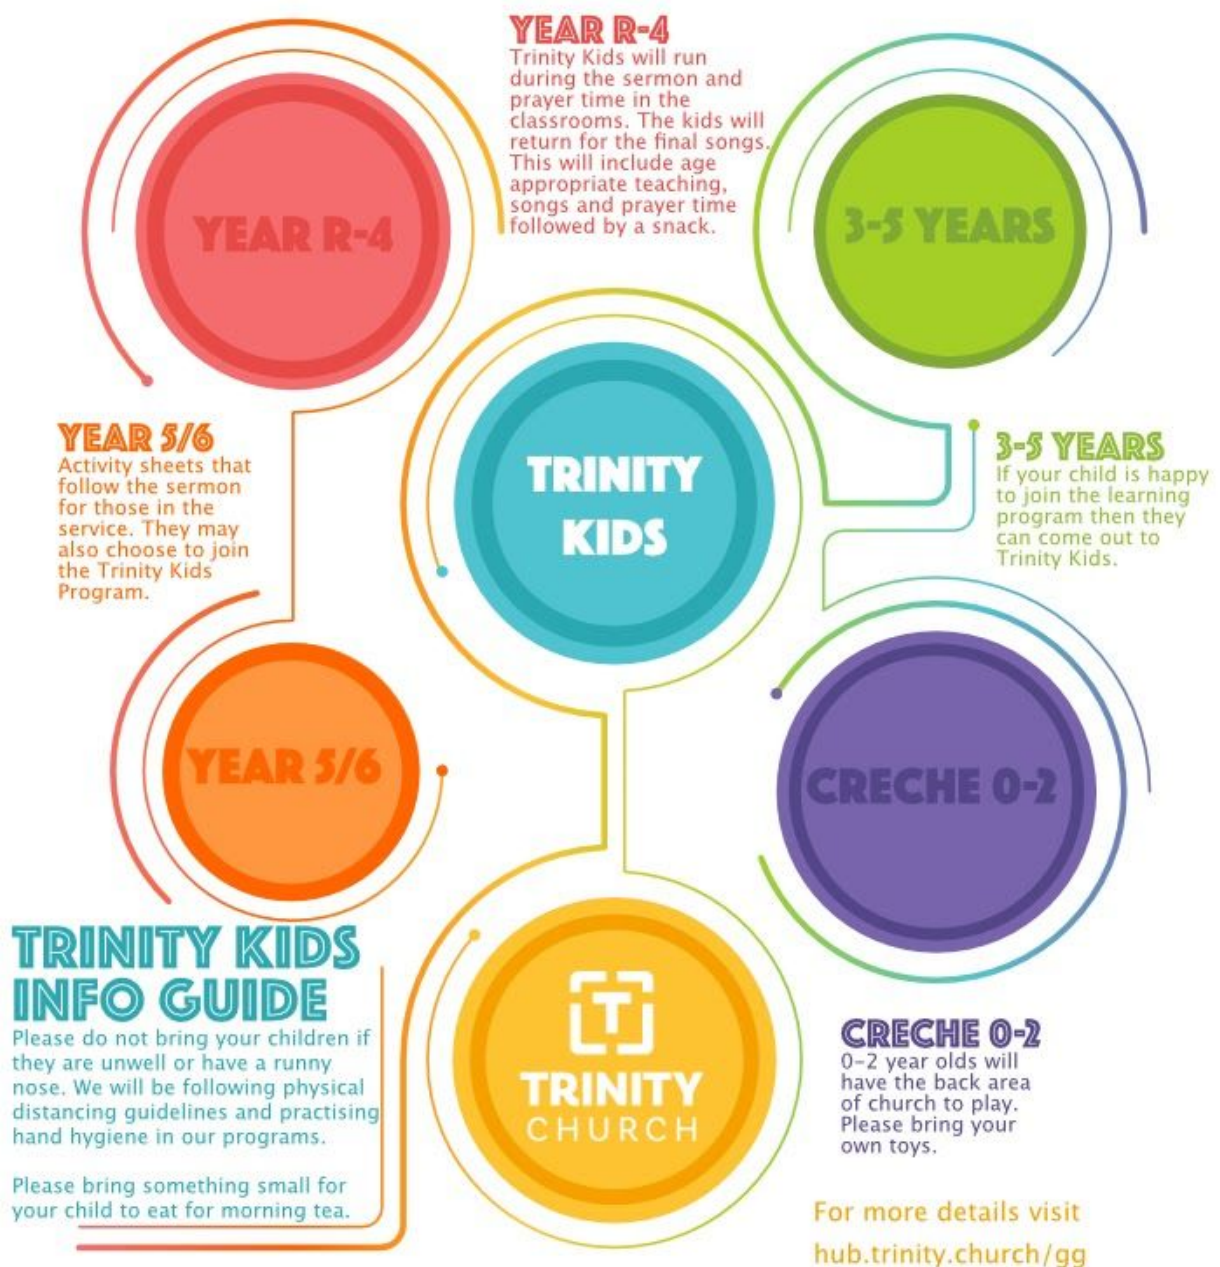 YEAR R-4
Trinity Kids will run
during the sermon and
prayer time in the
classrooms. The kids will
return for the final songs.
This will include age
appropriate teaching,
songs and prayer time
followed by a snack.
YEAR R-4
3-5 YEARS
TRINITY
KIDS
YEAR 5/6
Activity sheets that
follow the sermon
for those in the
service. They may
also choose to join
the Trinity Kids
Program.
3-5 YEARS
If your child is happy
to join the learning
program then they
can come out to
Trinity Kids.
YEAR 5/6
CRECHE 0-2
TRINITY KIDS
INFO GUIDE
Please do not bring your children if
they are unwell or have a runny
nose. We will be following physical
distancing guidelines and practising
hand hygiene in our programs.
Please bring something small for
your child to eat for morning tea.
T
TRINITY
CHURCH
CRECHE 0-2
0-2 year olds will
have the back area
of church to play.
Please bring your
own toys.
For more details visit
hub.trinity.church/gg